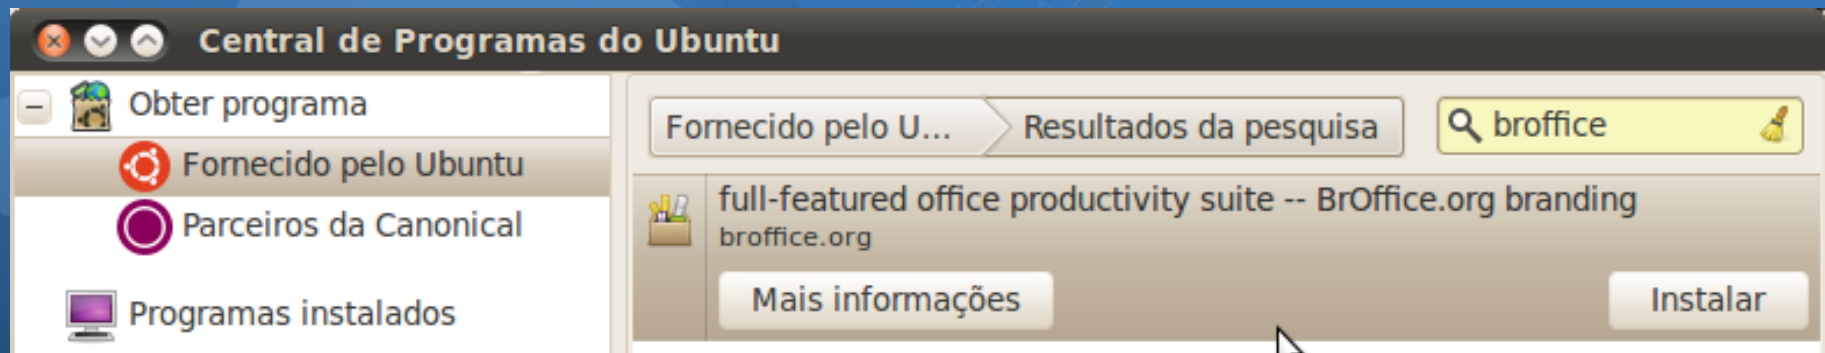 Central de Programas do Ubuntu
Obter programa
Fornecido pelo Ubuntu
Parceiros da Canonical
Programas instalados
Fornecido pelo U...
Resultados da pesquisa
broffice
full-featured office productivity suite -- BrOffice.org branding
broffice.org
Mais informações
Instalar